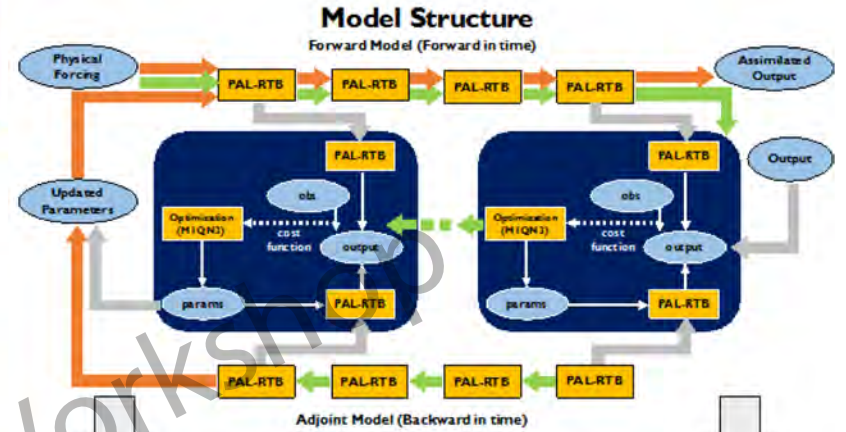 Model Structure
Forward Model (Forward in time)
Physical
Forcing
PAL-RTB
PAL-RTB
PAL-RTB
PAL-RTB
Assimilated
Output
PAL-RTB
PAL-RTB
Output
Updated
Parameters
obs
obs
Optimization
(M1QN3)
cost
function
output
Optimization
(M1QN3)
cost
function
output
params
PAL-RTB
params
PAL-RTB
PAL-RTB
PAL-RTB
PAL-RTB
PAL-RTB
Adjoint Model (Backward in time)
Workshop